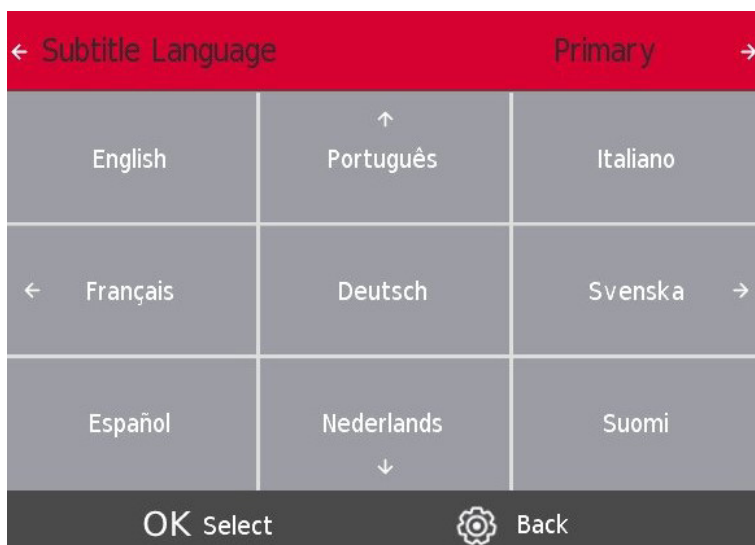 ← Subtitle Language Primary →
English ↑ Português Italiano
← Français Deutsch Svenska →
Español Nederlands ↓ Suomi
OK Select Back